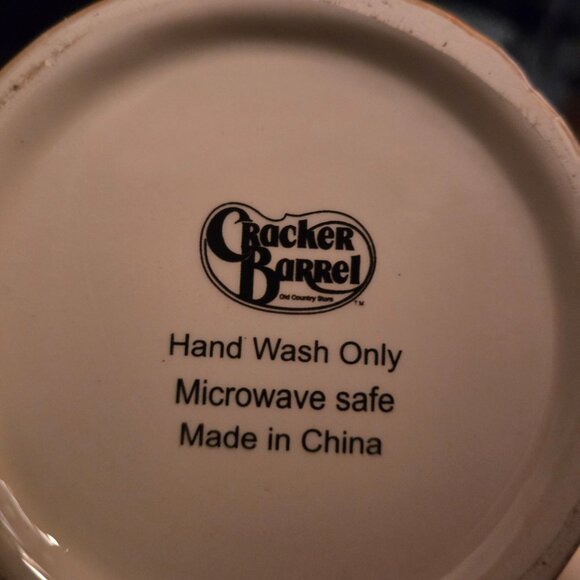 Cracker
Barrel
Old Country Store
TM
Hand Wash Only
Microwave safe
Made in China